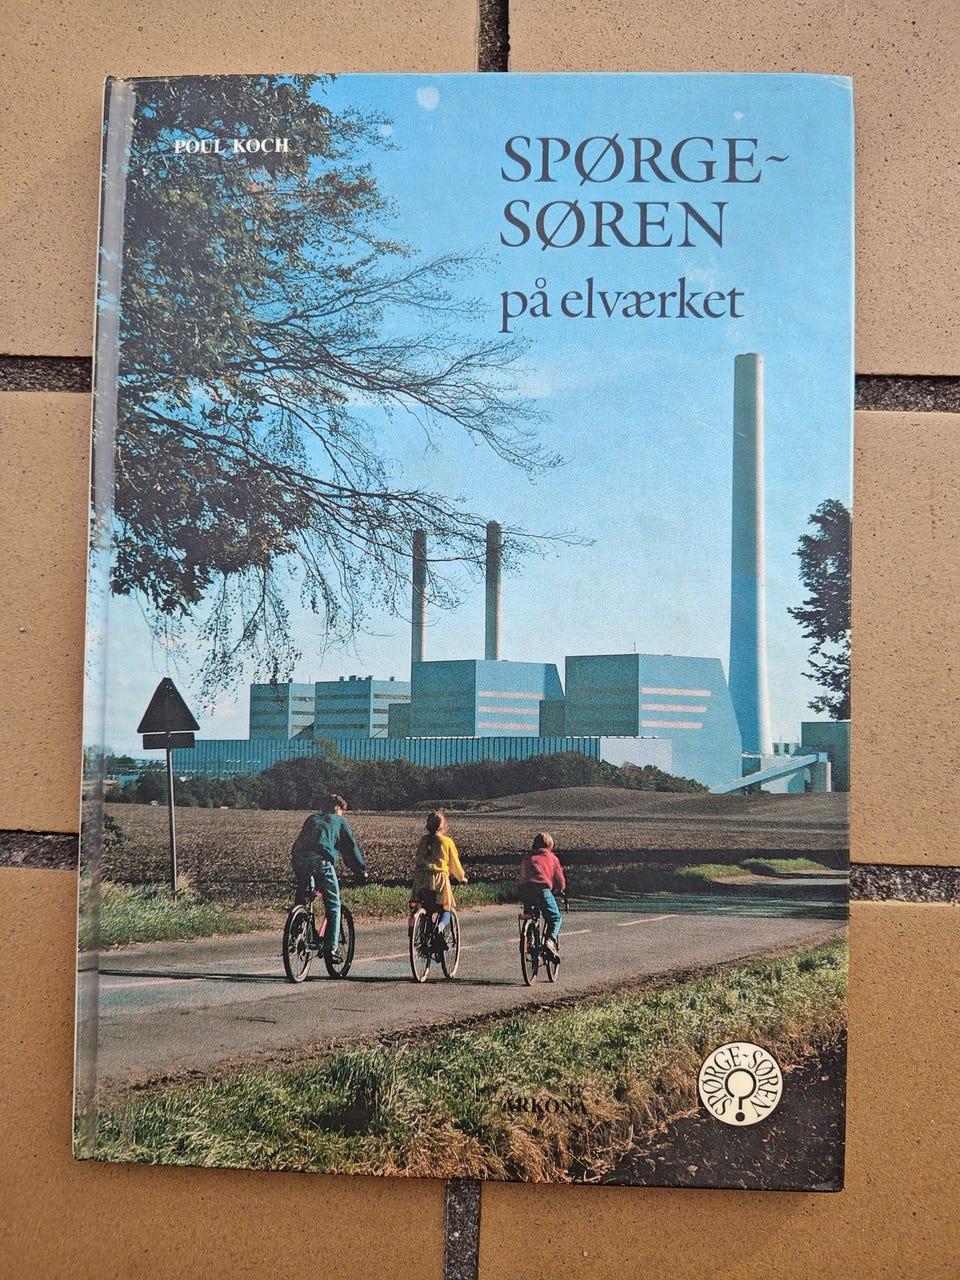 POUL KOCH
SPØRGE-
SØREN
på elværket
ARKONA
SPØRGE-SØREN